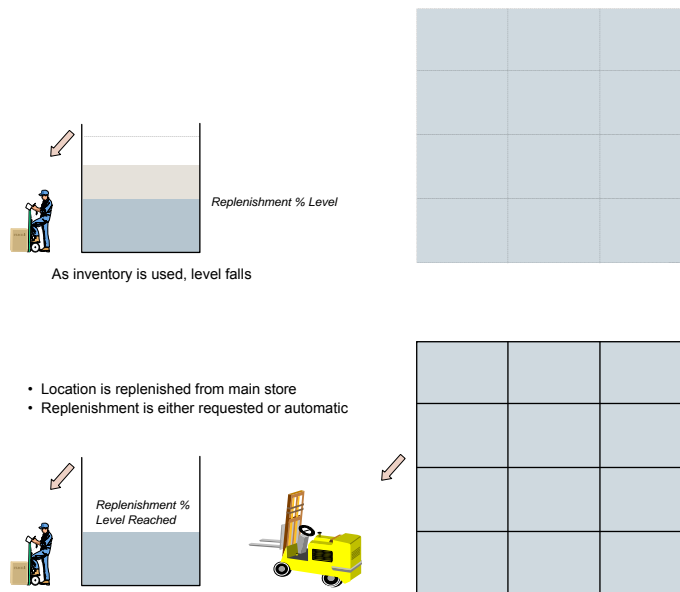 Replenishment % Level
As inventory is used, level falls
• Location is replenished from main store
• Replenishment is either requested or automatic
Replenishment %
Level Reached